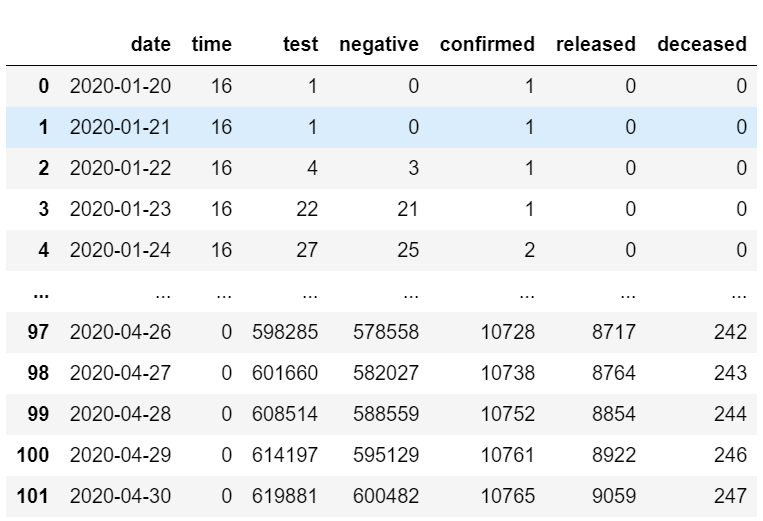 date time test negative confirmed released deceased
0 2020-01-20 16 1 0 1 0 0
1 2020-01-21 16 1 0 1 0 0
2 2020-01-22 16 4 3 1 0 0
3 2020-01-23 16 22 21 1 0 0
4 2020-01-24 16 27 25 2 0 0
... ... ... ... ... ... ... ...
97 2020-04-26 0 598285 578558 10728 8717 242
98 2020-04-27 0 601660 582027 10738 8764 243
99 2020-04-28 0 608514 588559 10752 8854 244
100 2020-04-29 0 614197 595129 10761 8922 246
101 2020-04-30 0 619881 600482 10765 9059 247